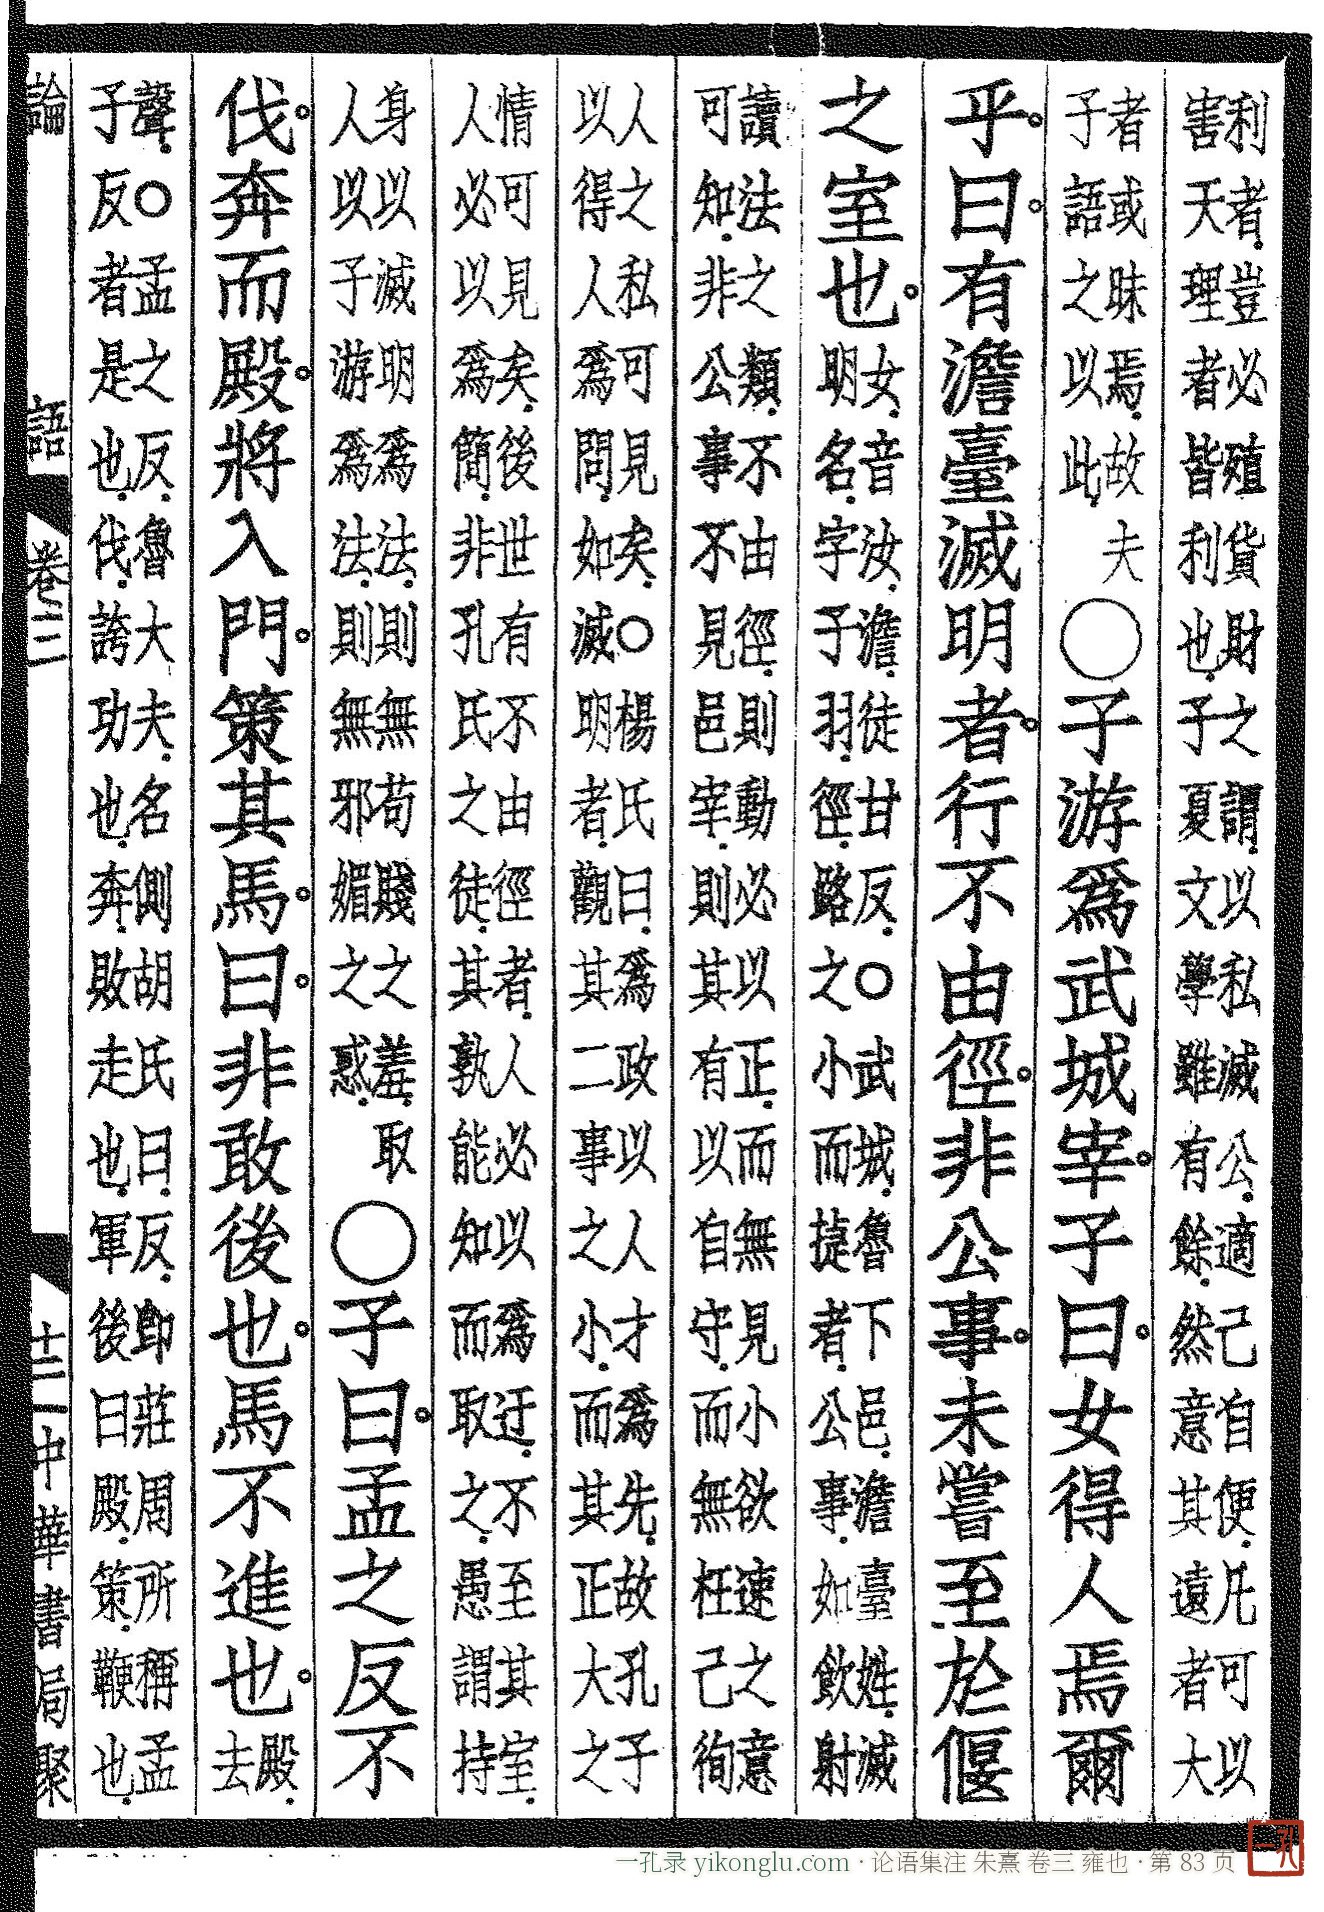 利者。豈必殖貨財之謂。以私滅公。適己自便。凡可以
害天理者皆利也。子夏文學雖有餘。然意其遠者大
者或昧焉。故夫
子語之以此。
○子游爲武城宰。子曰。女得人焉爾
乎。曰。有澹臺滅明者。行不由徑。非公事。未嘗至於偃
之室也。
女。音汝。澹。徒甘反。○武城。魯下邑。澹臺姓。滅
明名。字子羽。徑。路之小而捷者。公事。如飲射
讀法之類。不由徑。則動必以正。而無見小欲速之意
可知。非公事不見邑宰。則其有以自守。而無枉己徇
人之私可見矣。○楊氏曰。爲政以人才爲先。故孔子
以得人爲問。如滅明者。觀其二事之小。而其正大之
情可見矣。後世有不由徑者。人必以爲迂。不至其室。
人必以爲簡。非孔氏之徒。其孰能知而取之。愚謂持
身以滅明爲法。則無苟賤之羞。取
人以子游爲法。則無邪媚之惑。
○子曰。孟之反不
伐。奔而殿。將入門。策其馬。曰。非敢後也。馬不進也。
殿。
去
聲。○孟之反。魯大夫。名側。胡氏曰。反。即莊周所稱孟
子反者是也。伐。誇功也。奔。敗走也。軍後曰殿。策。鞭也。
論語 卷三 十二 中華書局聚
一孔录 yikonglu.com · 论语集注 朱熹 卷三 雍也 · 第 83 页
一孔